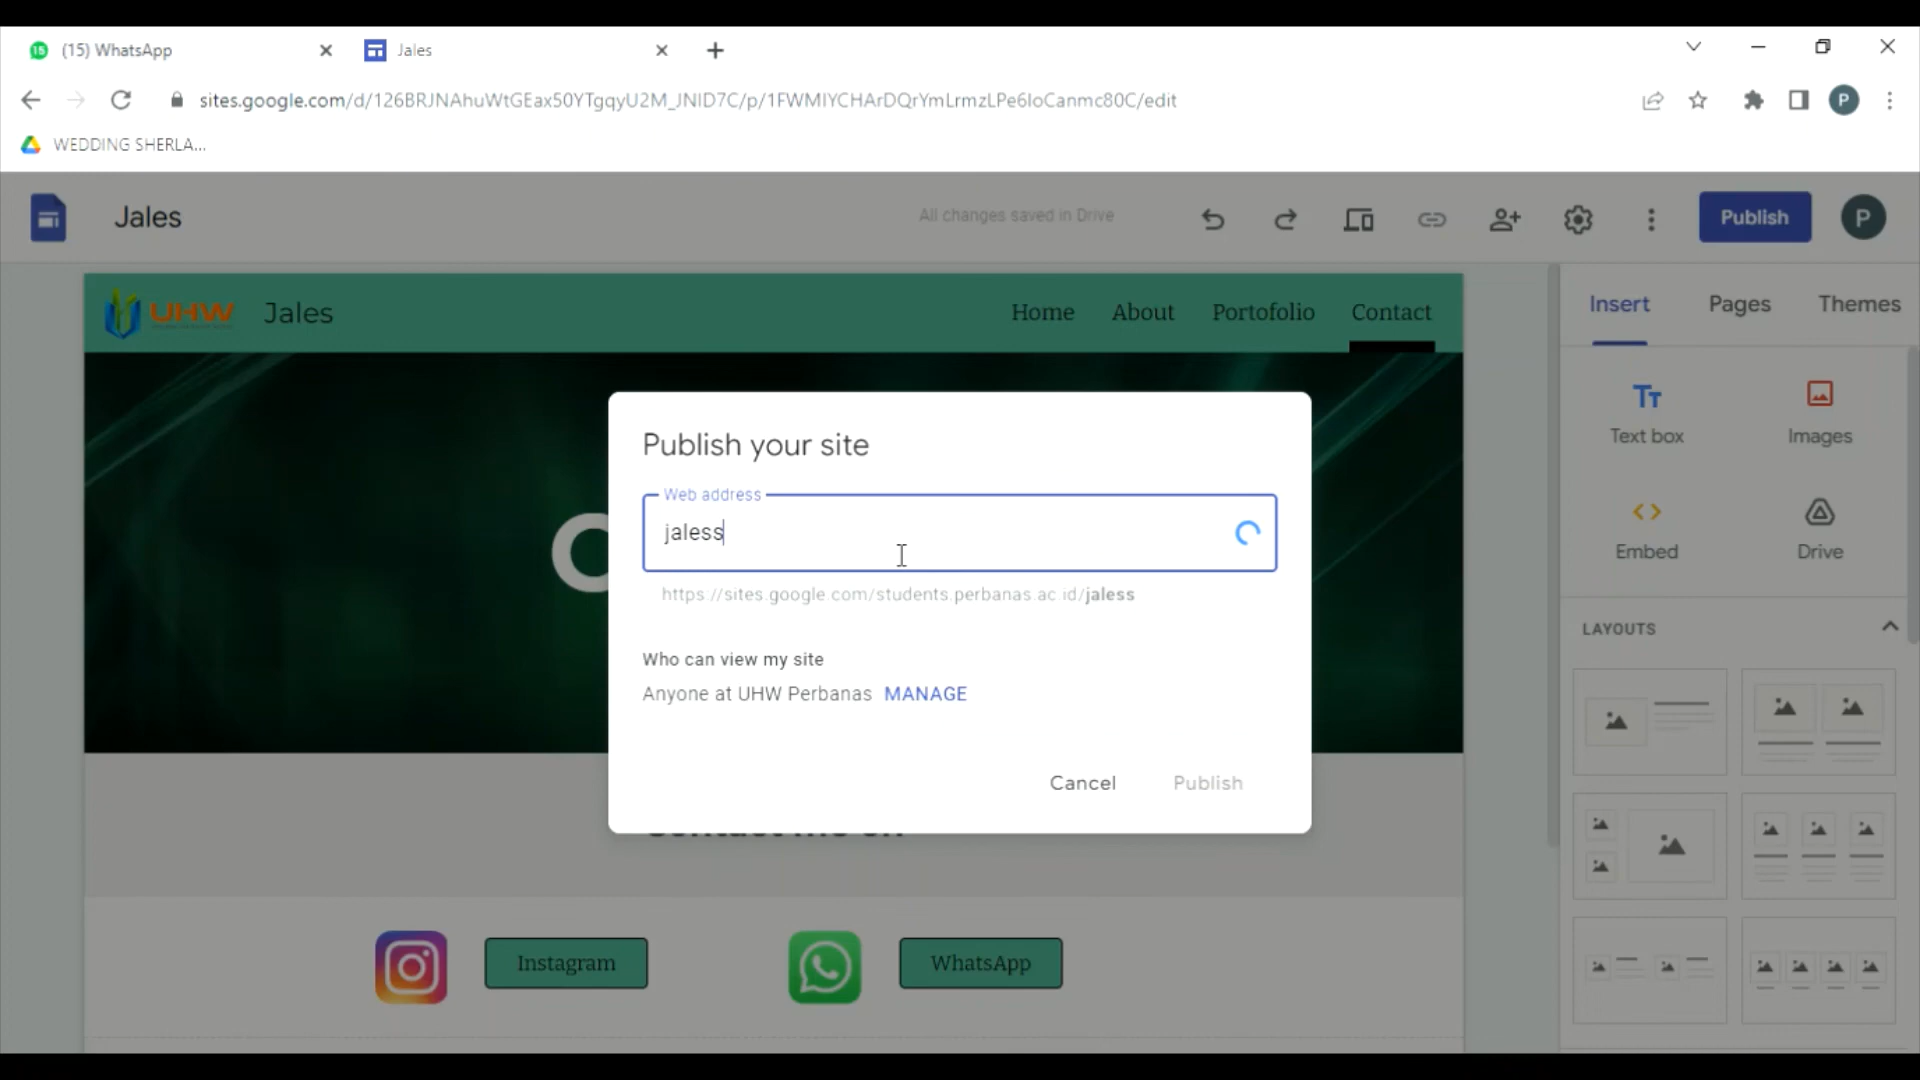 15 (15) WhatsApp
Jales
sites.google.com/d/126BRJNAhuWtGEax50YTgqyU2M_JNID7C/p/1FWMIYCHArDQrYmLrmzLPe6IoCanmc80C/edit
P
WEDDING SHERLA...
Jales
All changes saved in Drive
Publish
P
UHW
Jales
Home About Portofolio Contact
Insert Pages Themes
Publish your site
Web address
jaless
https://sites.google.com/students.perbanas.ac.id/jaless
Who can view my site
Anyone at UHW Perbanas MANAGE
Cancel Publish
Tt
Text box Images
Embed Drive
LAYOUTS
Instagram WhatsApp